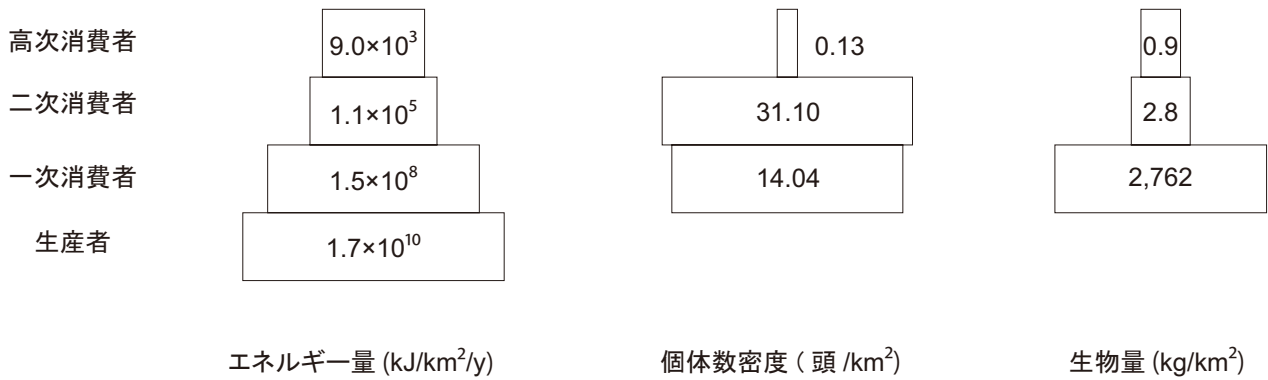 高次消費者 9.0×10³ 0.13 0.9
二次消費者 1.1×10⁵ 31.10 2.8
一次消費者 1.5×10⁸ 14.04 2,762
生産者 1.7×10¹⁰
エネルギー量 (kJ/km²/y) 個体数密度 ( 頭 /km²) 生物量 (kg/km²)